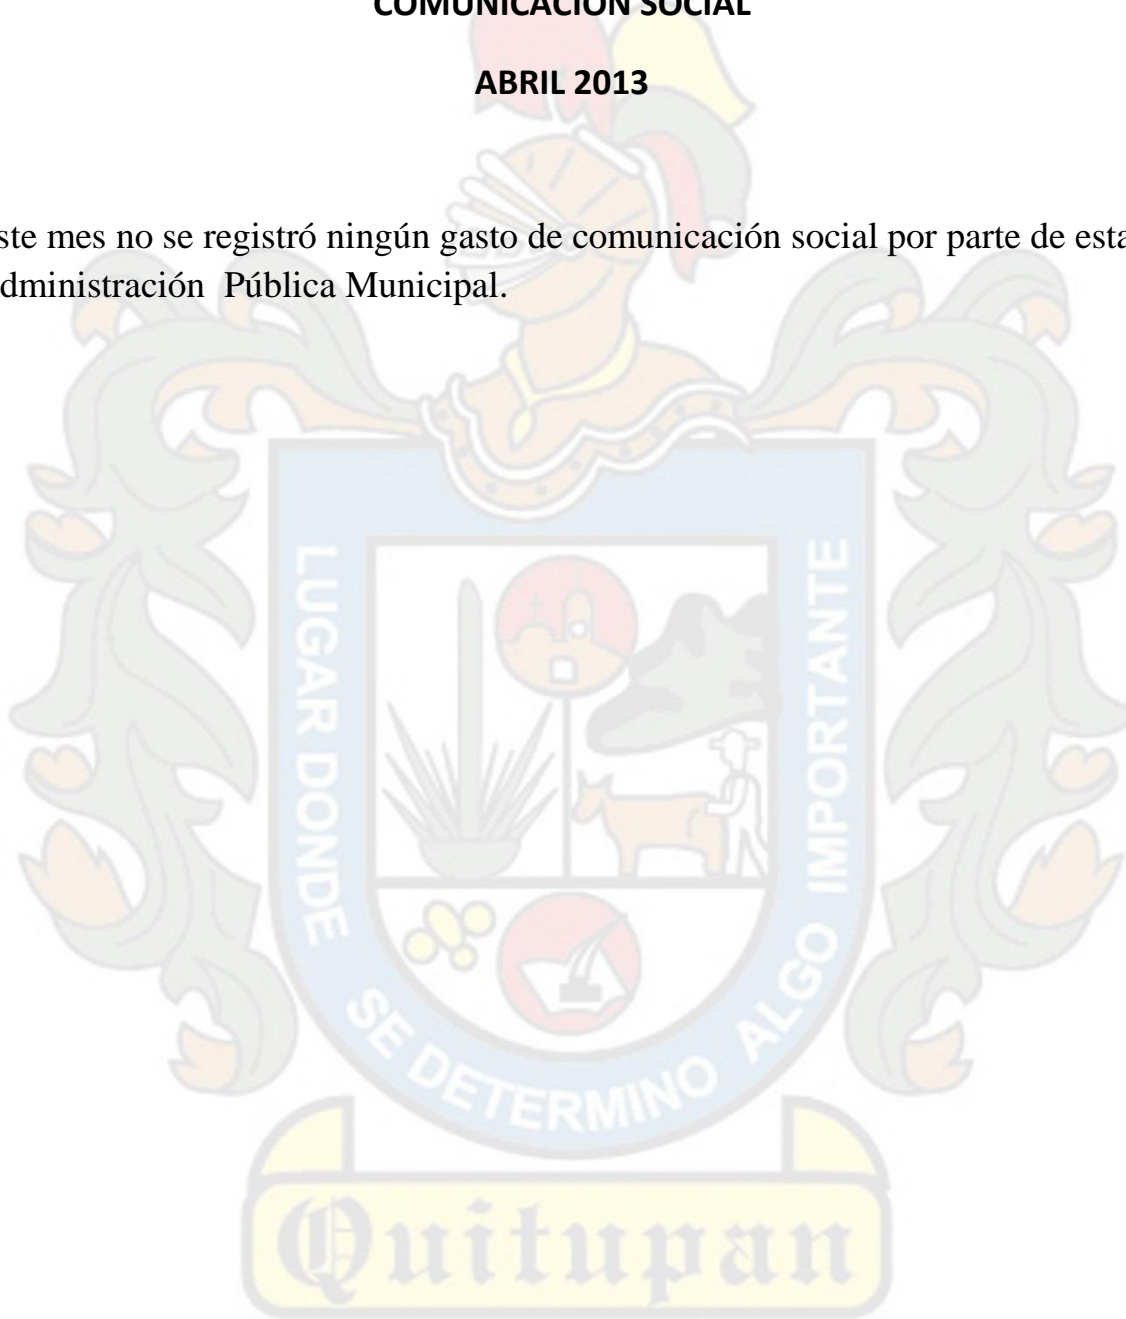 COMUNICACIÓN SOCIAL
ABRIL 2013
ste mes no se registró ningún gasto de comunicación social por parte de esta
dministración Pública Municipal.
LUGAR DONDE SE DETERMINO ALGO IMPORTANTE
Quitupan